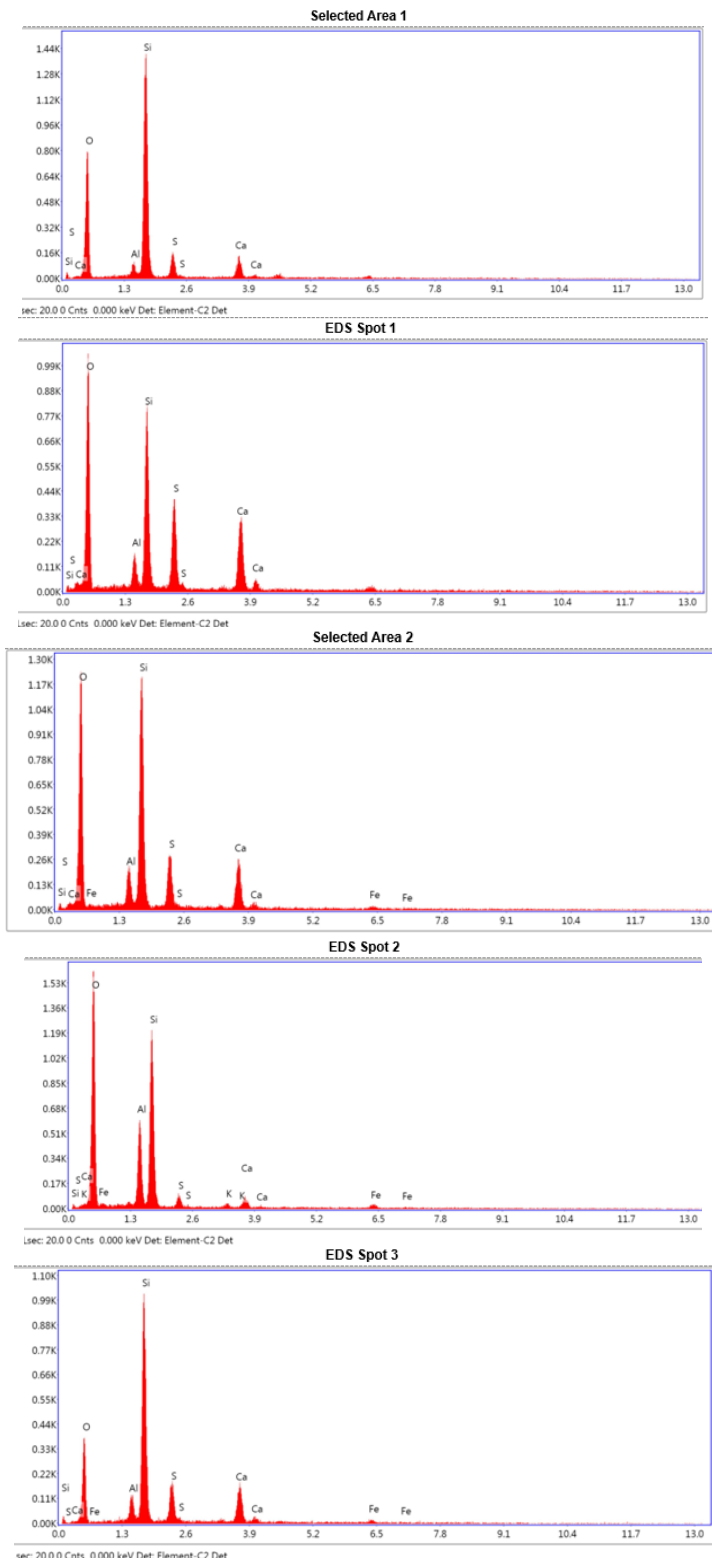 Selected Area 1
1.44K
1.28K
1.12K
0.96K
0.80K
0.64K
0.48K
0.32K
0.16K
0.00K
Si
O
S
Si
Ca
Al
S
S
Ca
Ca
0.0 1.3 2.6 3.9 5.2 6.5 7.8 9.1 10.4 11.7 13.0
sec: 20.0 0 Cnts 0.000 keV Det: Element-C2 Det
EDS Spot 1
0.99K
0.88K
0.77K
0.66K
0.55K
0.44K
0.33K
0.22K
0.11K
0.00K
O
Si
S
Si
Ca
Al
S
S
Ca
Ca
0.0 1.3 2.6 3.9 5.2 6.5 7.8 9.1 10.4 11.7 13.0
Lsec: 20.0 0 Cnts 0.000 keV Det: Element-C2 Det
Selected Area 2
1.30K
1.17K
1.04K
0.91K
0.78K
0.65K
0.52K
0.39K
0.26K
0.13K
0.00K
O
Si
S
Si
Ca
Fe
Al
S
S
Ca
Ca
Fe
Fe
0.0 1.3 2.6 3.9 5.2 6.5 7.8 9.1 10.4 11.7 13.0
EDS Spot 2
1.53K
1.36K
1.19K
1.02K
0.85K
0.68K
0.51K
0.34K
0.17K
0.00K
O
Si
Al
S
Ca
Si
K
Fe
S
S
K
K
Ca
Ca
Fe
Fe
0.0 1.3 2.6 3.9 5.2 6.5 7.8 9.1 10.4 11.7 13.0
Lsec: 20.0 0 Cnts 0.000 keV Det: Element-C2 Det
EDS Spot 3
1.10K
0.99K
0.88K
0.77K
0.66K
0.55K
0.44K
0.33K
0.22K
0.11K
0.00K
Si
O
Si
S
Ca
Fe
Al
S
S
Ca
Ca
Fe
Fe
0.0 1.3 2.6 3.9 5.2 6.5 7.8 9.1 10.4 11.7 13.0
sec: 20.0 0 Cnts 0.000 keV Det: Element-C2 Det